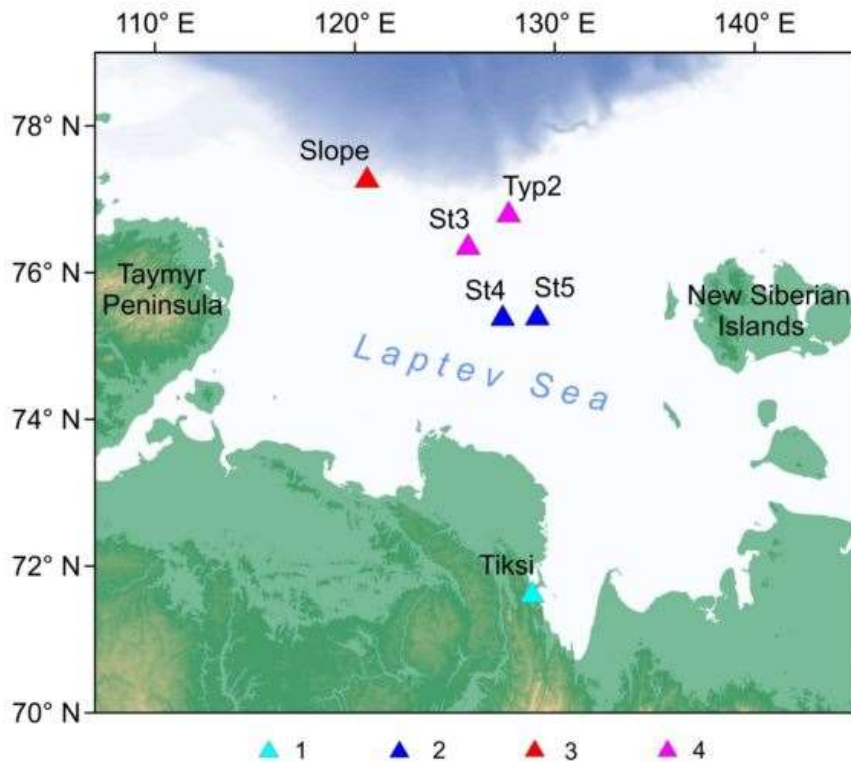 110° E 120° E 130° E 140° E
78° N
Slope
Typ2
St3
76° N
Taymyr
Peninsula
St4 St5
New Siberian
Islands
Laptev Sea
74° N
72° N
Tiksi
70° N
1 2 3 4